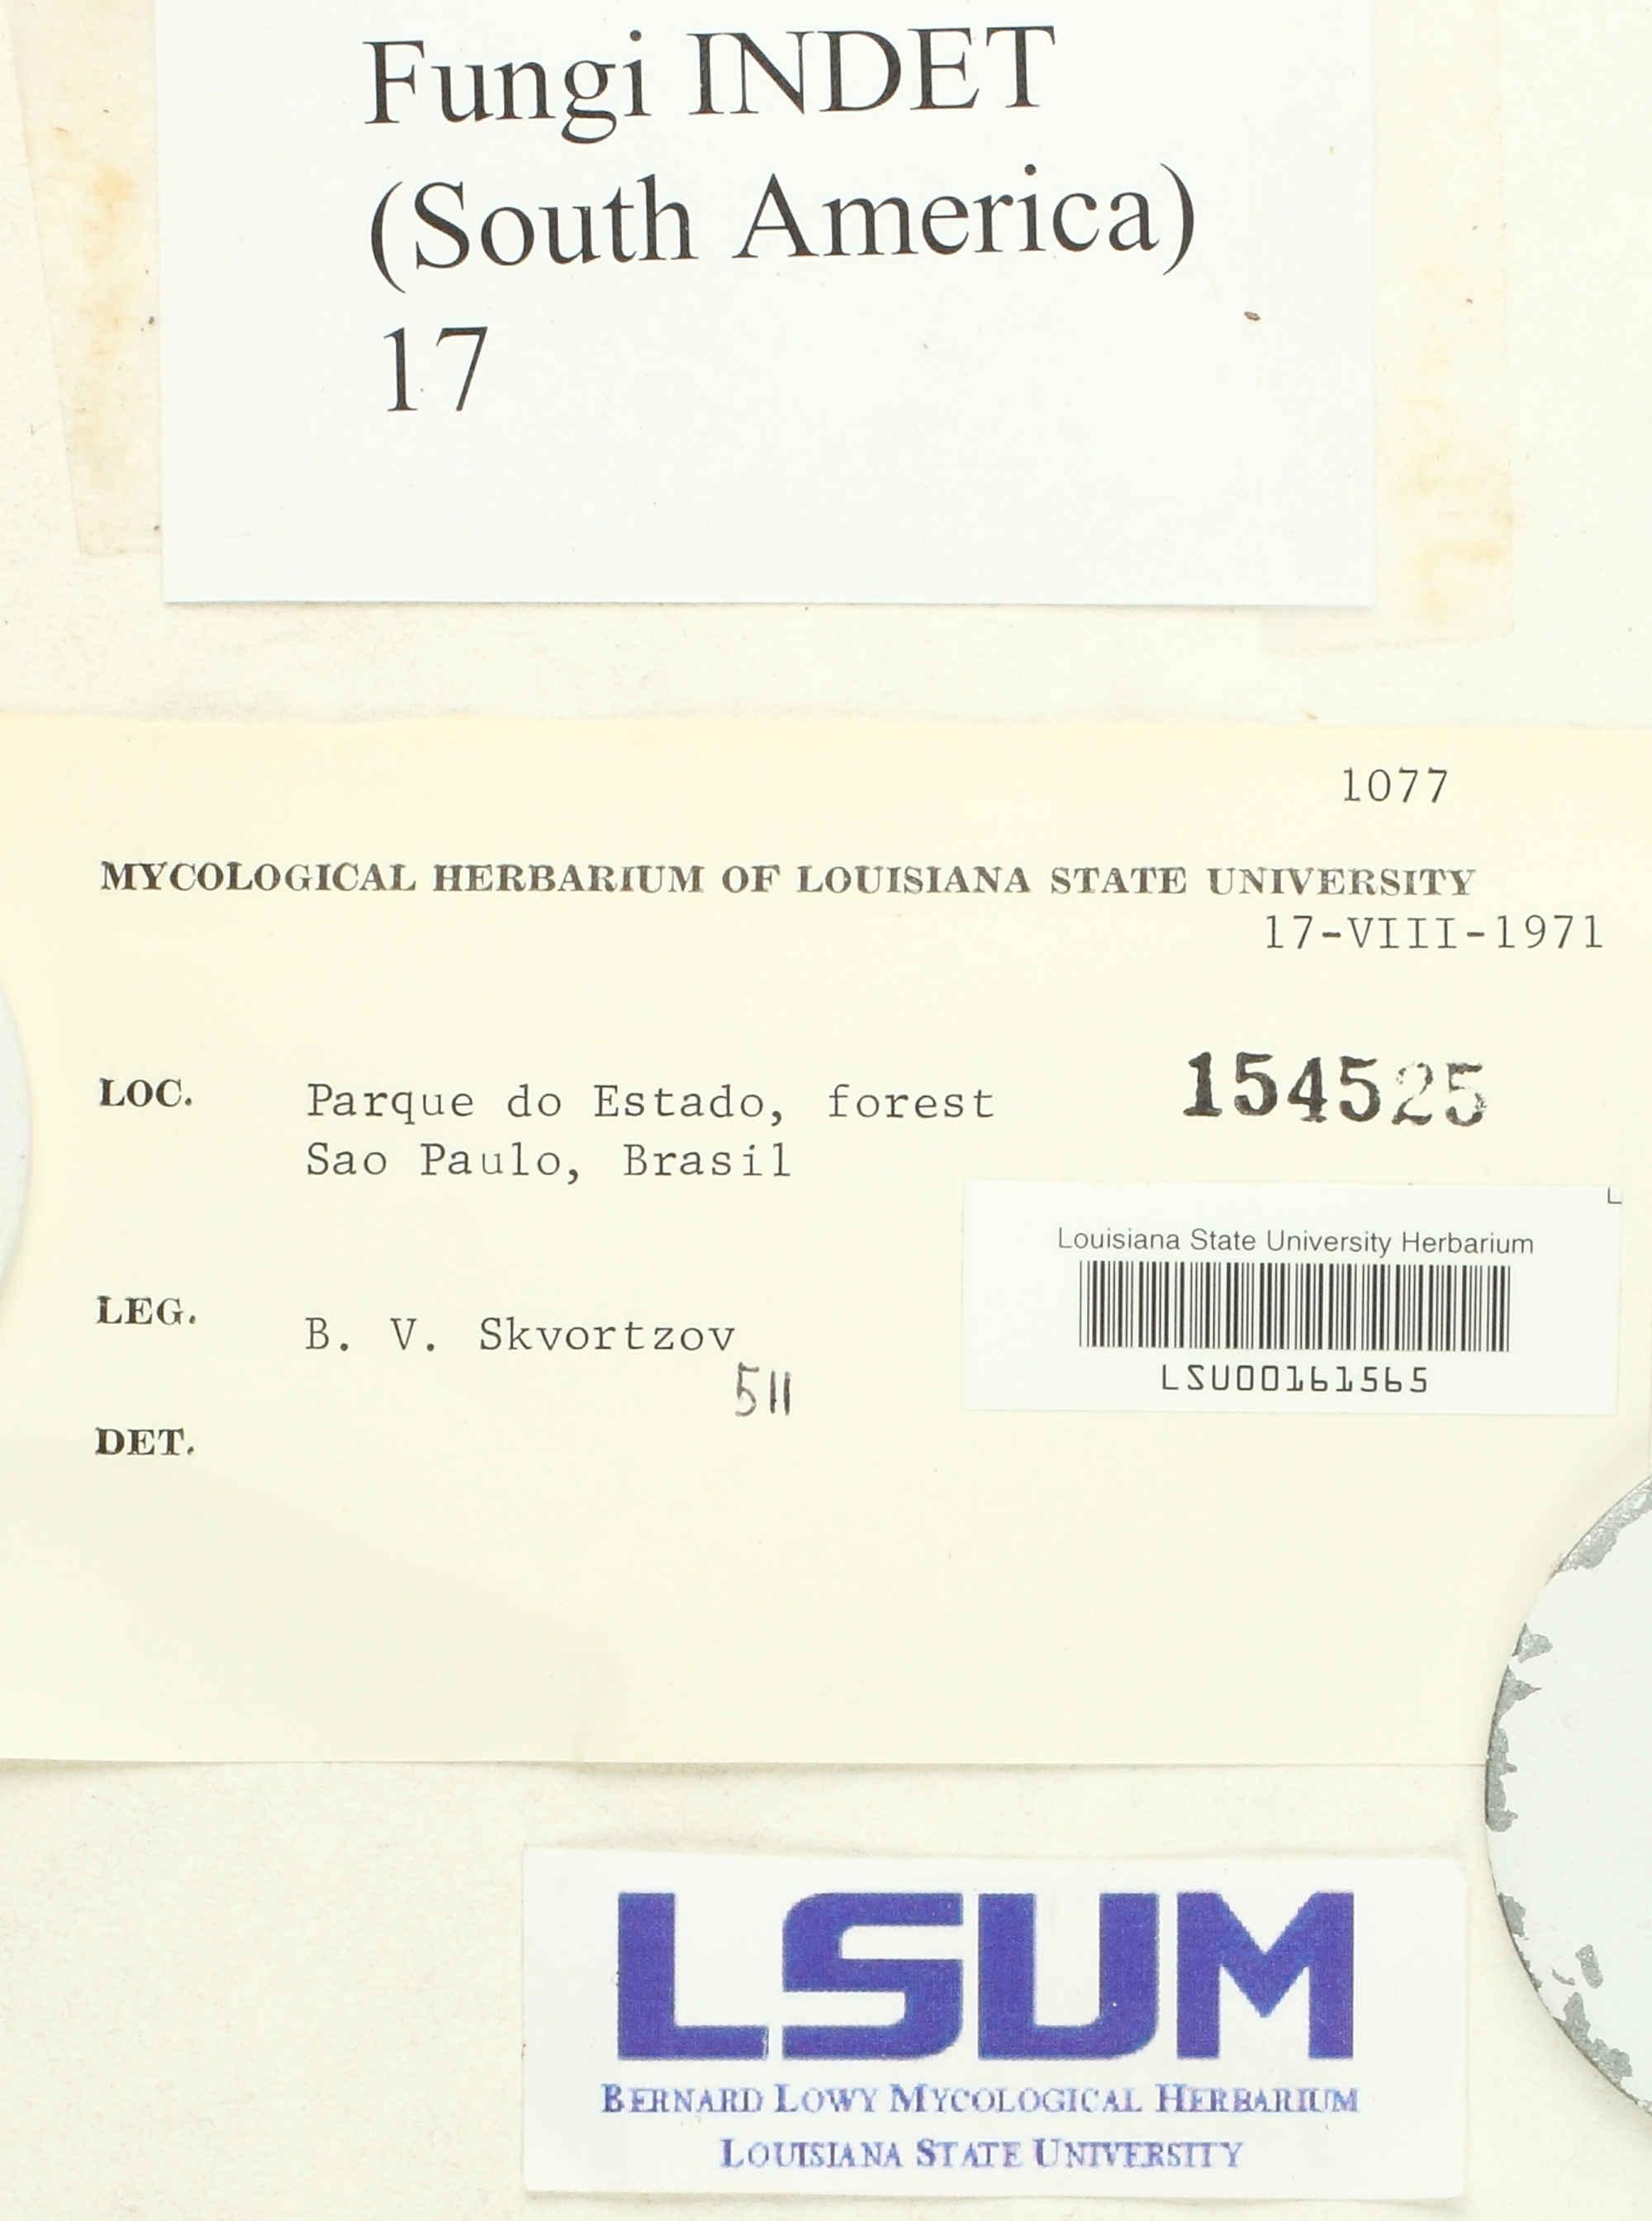 Fungi INDET
(South America)
17
1077
MYCOLOGICAL HERBARIUM OF LOUISIANA STATE UNIVERSITY
17-VIII-1971
LOC. Parque do Estado, forest 154525
Sao Paulo, Brasil
L
Louisiana State University Herbarium
LSU00161565
LEG. B. V. Skvortzov
511
DET.
LSUM
BERNARD LOWY MYCOLOGICAL HERBARIUM
LOUISIANA STATE UNIVERSITY